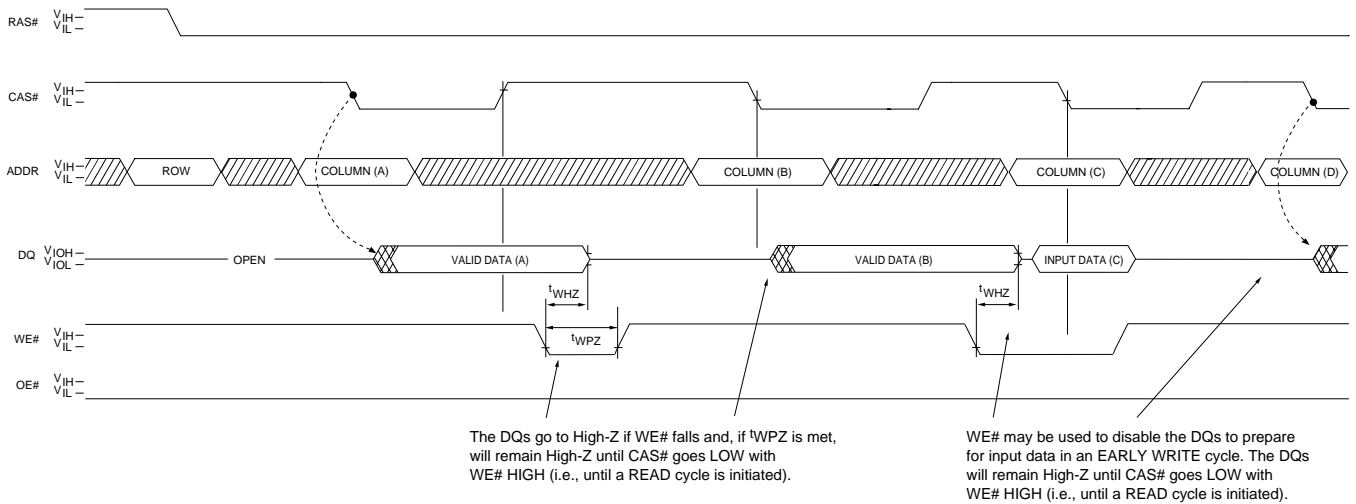 RAS# VIH VIL
CAS# VIH VIL
ADDR VIH VIL ROW COLUMN (A) COLUMN (B) COLUMN (C) COLUMN (D)
DQ VIOH VIOL OPEN VALID DATA (A) VALID DATA (B) INPUT DATA (C)
tWHZ tWHZ
WE# VIH VIL tWPZ
OE# VIH VIL
The DQs go to High-Z if WE# falls and, if tWPZ is met,
will remain High-Z until CAS# goes LOW with
WE# HIGH (i.e., until a READ cycle is initiated).
WE# may be used to disable the DQs to prepare
for input data in an EARLY WRITE cycle. The DQs
will remain High-Z until CAS# goes LOW with
WE# HIGH (i.e., until a READ cycle is initiated).